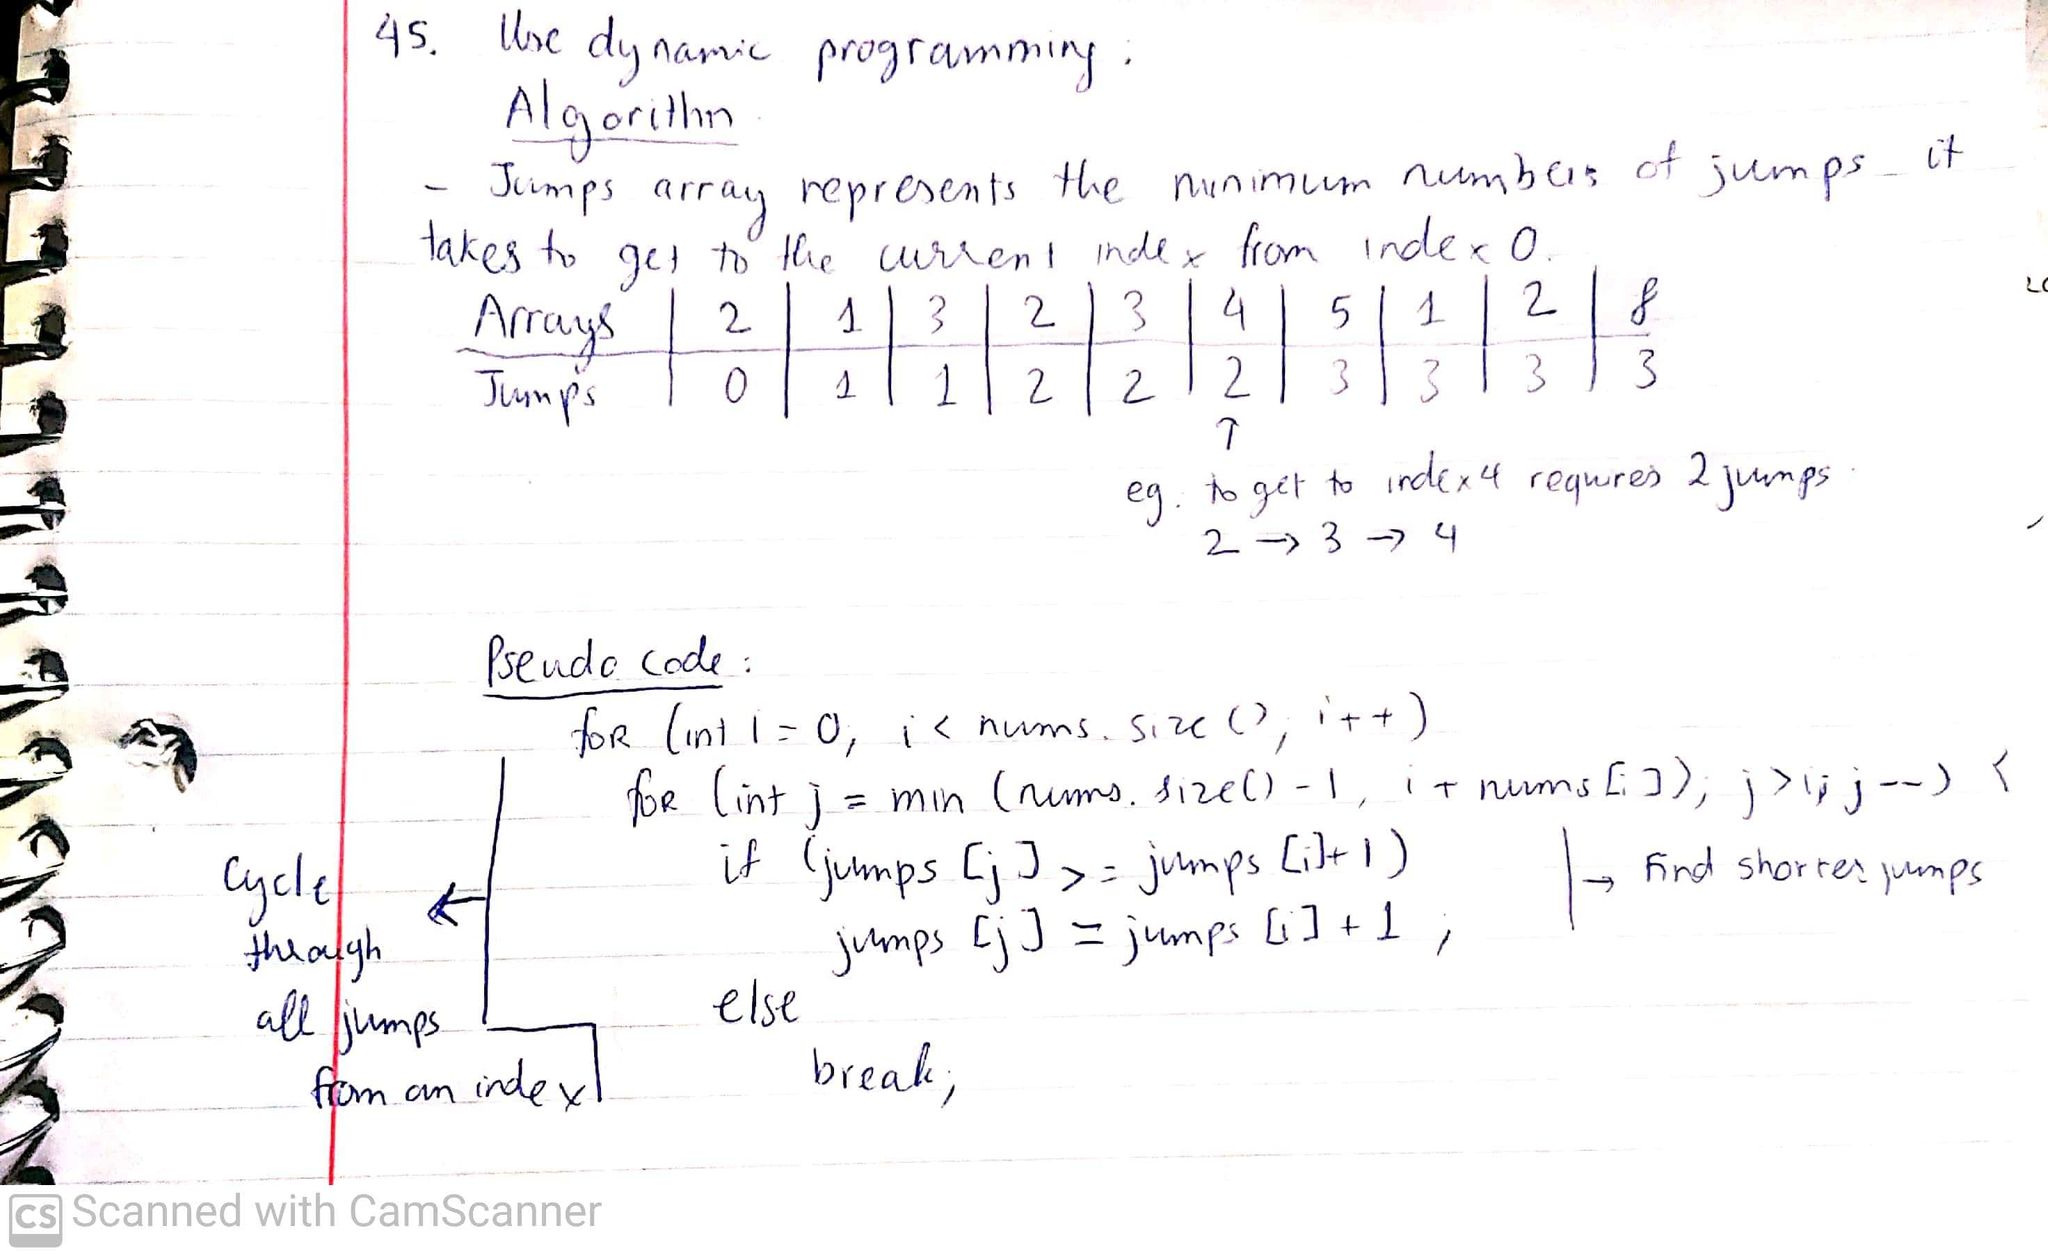 45. Use dynamic programming:
Algorithm
- Jumps array represents the minimum numbers of jumps it
takes to get to the current index from index 0.
Arrays | 2 | 1 | 3 | 2 | 3 | 4 | 5 | 1 | 2 | 8
Jumps | 0 | 1 | 1 | 2 | 2 | 2 | 3 | 3 | 3 | 3
↑
eg. to get to index 4 requires 2 jumps
2 → 3 → 4
Pseudo code:
for (int i = 0; i < nums.size(); i++)
for (int j = min (nums.size() - 1, i + nums[i]); j > i; j--) {
if (jumps [j] >= jumps [i]+1)
→ Find shorter jumps
jumps [j] = jumps [i] + 1;
else
break;
Cycle
through
all jumps
from an index
CS Scanned with CamScanner